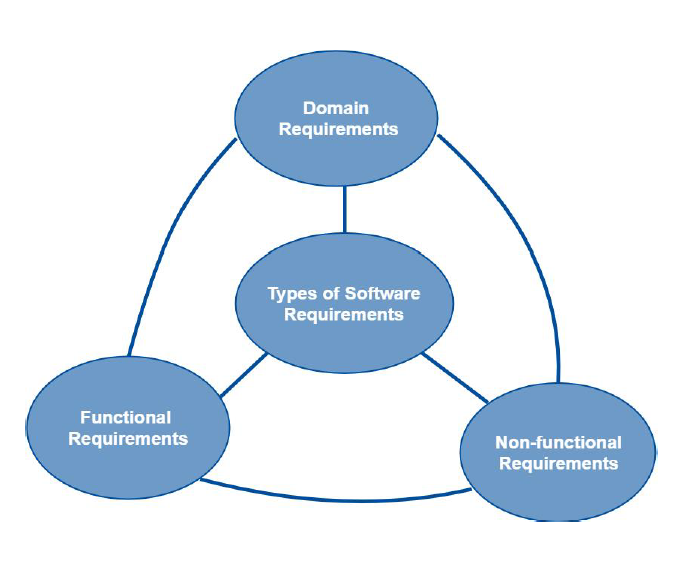 Domain
Requirements
Types of Software
Requirements
Functional
Requirements
Non-functional
Requirements